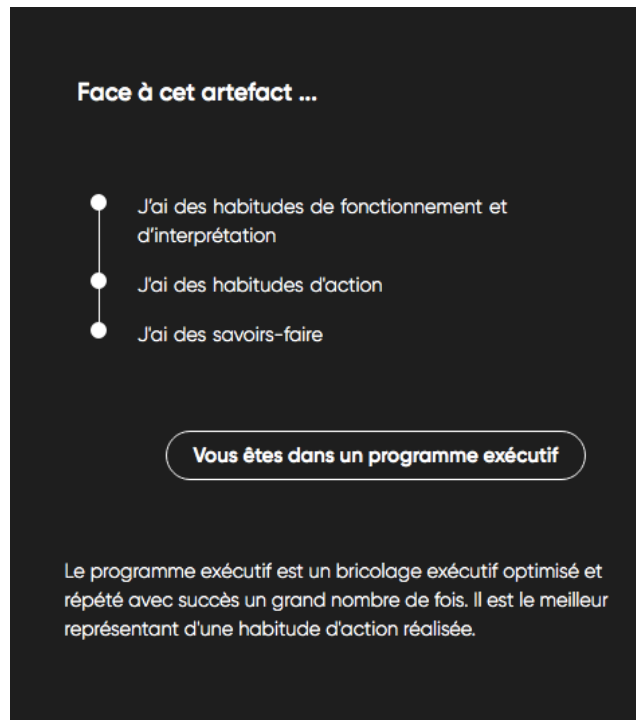 Face à cet artefact ...
J'ai des habitudes de fonctionnement et
d'interprétation
J'ai des habitudes d'action
J'ai des savoirs-faire
Vous êtes dans un programme exécutif
Le programme exécutif est un bricolage exécutif optimisé et
répété avec succès un grand nombre de fois. Il est le meilleur
représentant d'une habitude d'action réalisée.